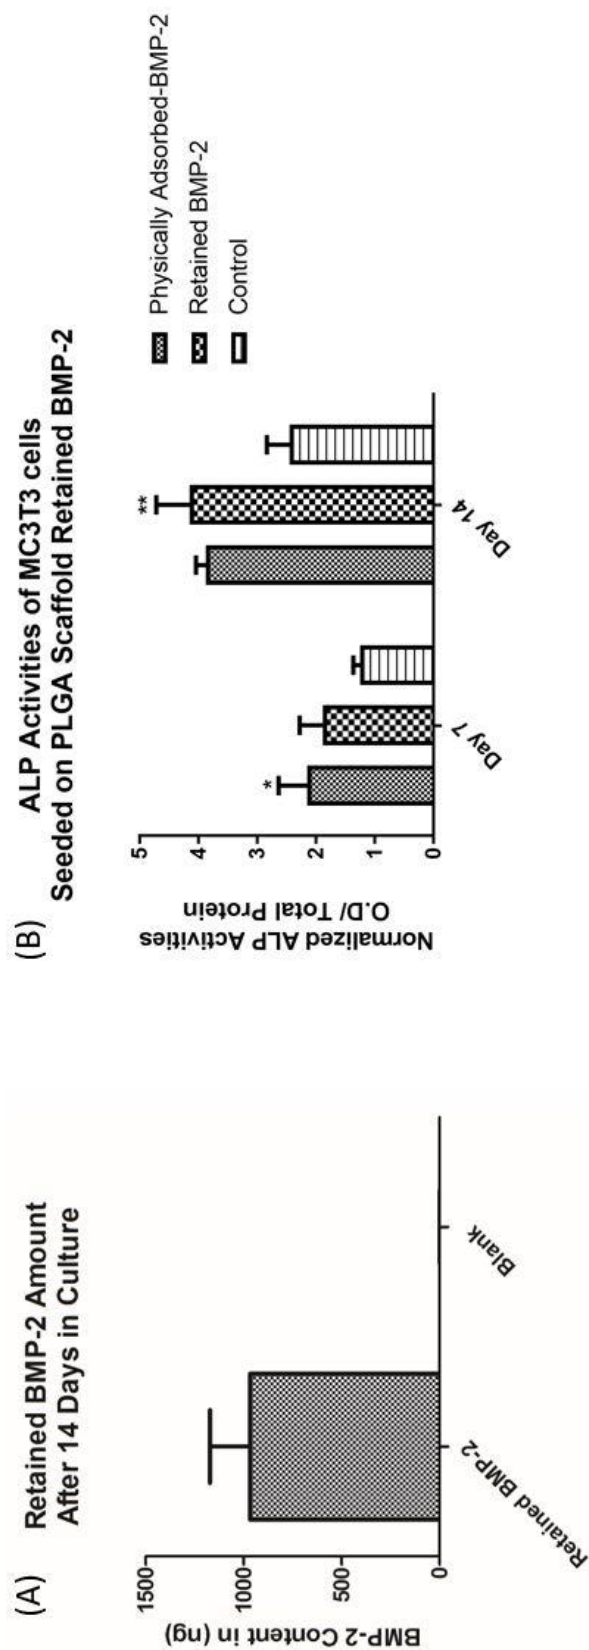 (A)
Retained BMP-2 Amount
After 14 Days in Culture
BMP-2 Content in (ng)
1500
1000
500
0
Retained BMP-2
Blank
(B)
ALP Activities of MC3T3 cells
Seeded on PLGA Scaffold Retained BMP-2
Normalized ALP Activities
O.D/ Total Protein
5
4
3
2
1
0
*
**
Day 7
Day 14
Physically Adsorbed-BMP-2
Retained BMP-2
Control